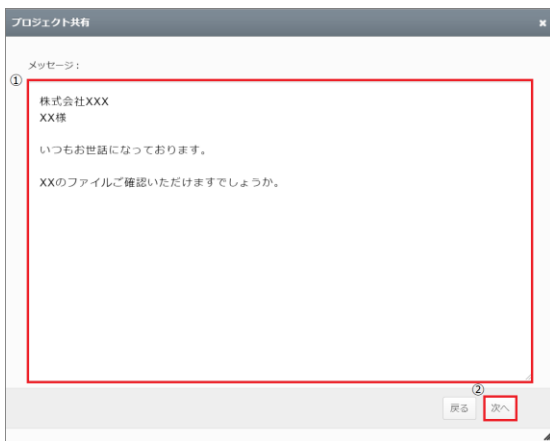 プロジェクト共有
メッセージ：
①
株式会社XXX
XX様
いつもお世話になっております。
XXのファイルご確認いただけますでしょうか。
②
戻る 次へ